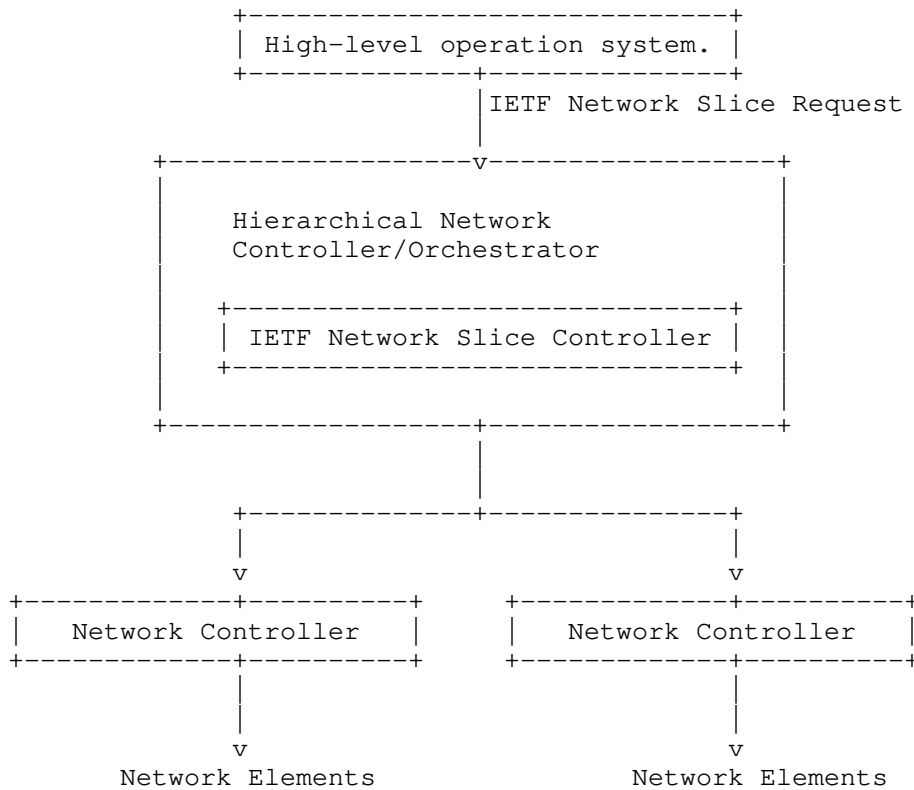 High-level operation system.
IETF Network Slice Request
Hierarchical Network
Controller/Orchestrator
IETF Network Slice Controller
Network Controller Network Controller
Network Elements Network Elements